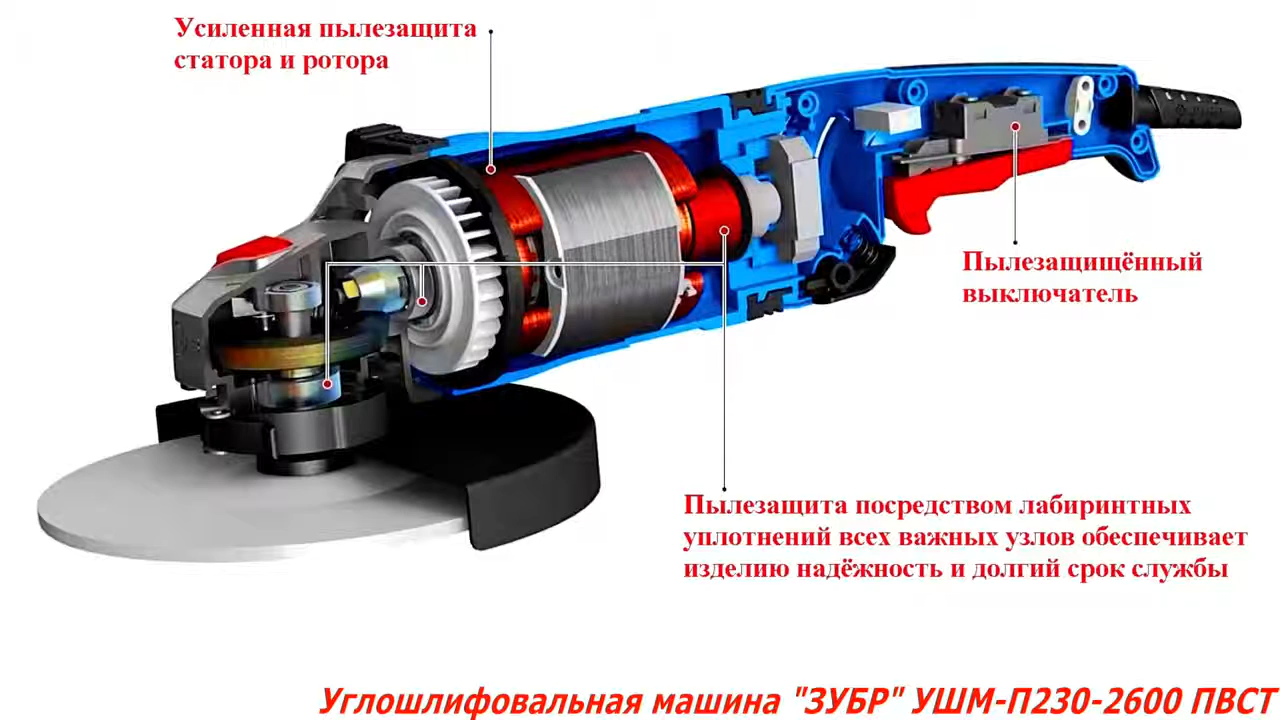 Усиленная пылезащита
статора и ротора
Пылезащищённый
выключатель
Пылезащита посредством лабиринтных
уплотнений всех важных узлов обеспечивает
изделию надёжность и долгий срок службы
Углошлифовальная машина "ЗУБР" УШМ-П230-2600 ПВСТ